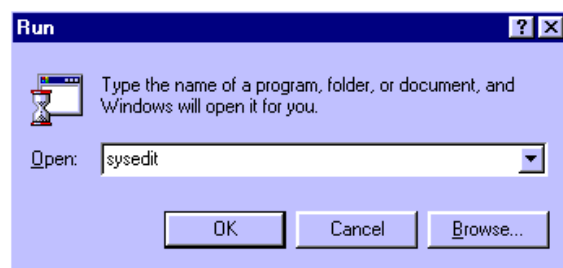 Run
Type the name of a program, folder, or document, and
Windows will open it for you.
Open: sysedit
OK Cancel Browse...